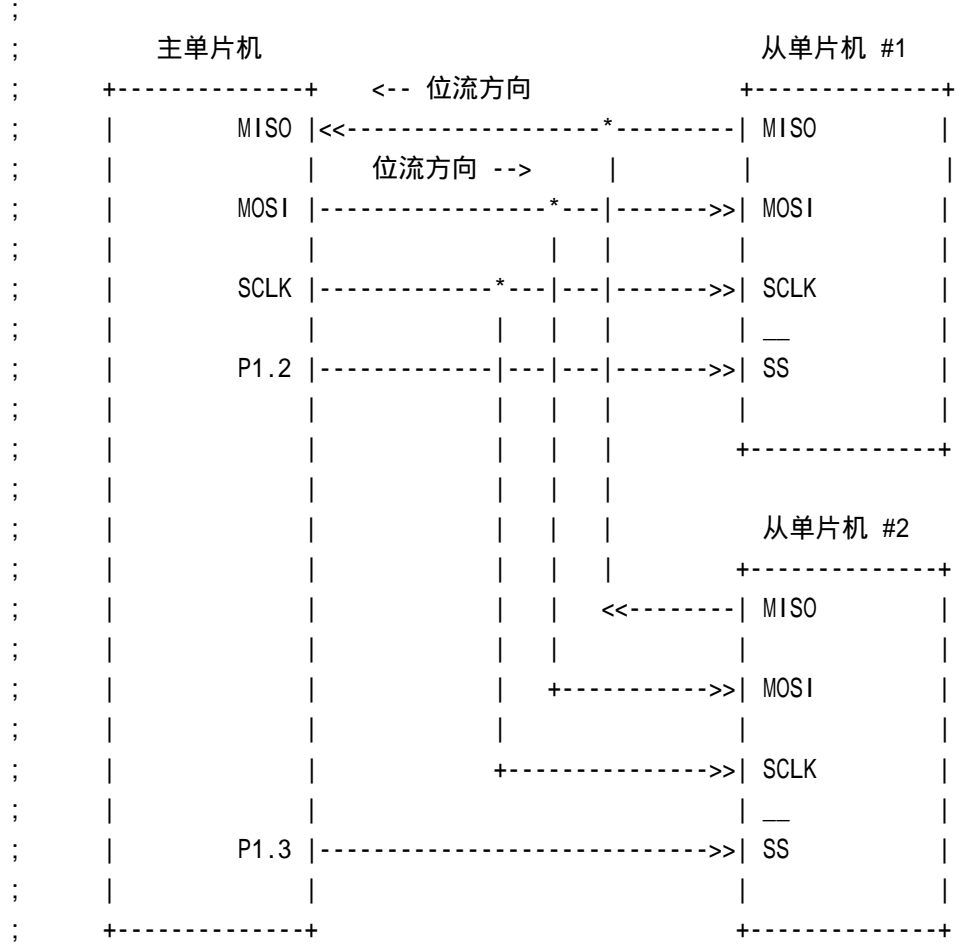 ;
; 主单片机 从单片机 #1
; +--------------+ <-- 位流方向 +--------------+
; | MISO |<<-------------------*---------| MISO |
; | | 位流方向 --> | | |
; | MOSI |-----------------*---|------->>| MOSI |
; | | | | | |
; | SCLK |-------------*---|---|------->>| SCLK |
; | | | | | | __ |
; | P1.2 |-------------|---|---|------->>| SS |
; | | | | | | |
; | | | | | +--------------+
; | | | | |
; | | | | | 从单片机 #2
; | | | | | +--------------+
; | | | | <<--------| MISO |
; | | | | | |
; | | | +----------->>| MOSI |
; | | | | |
; | | +--------------->>| SCLK |
; | | | __ |
; | P1.3 |----------------------------->>| SS |
; | | | |
; +--------------+ +--------------+